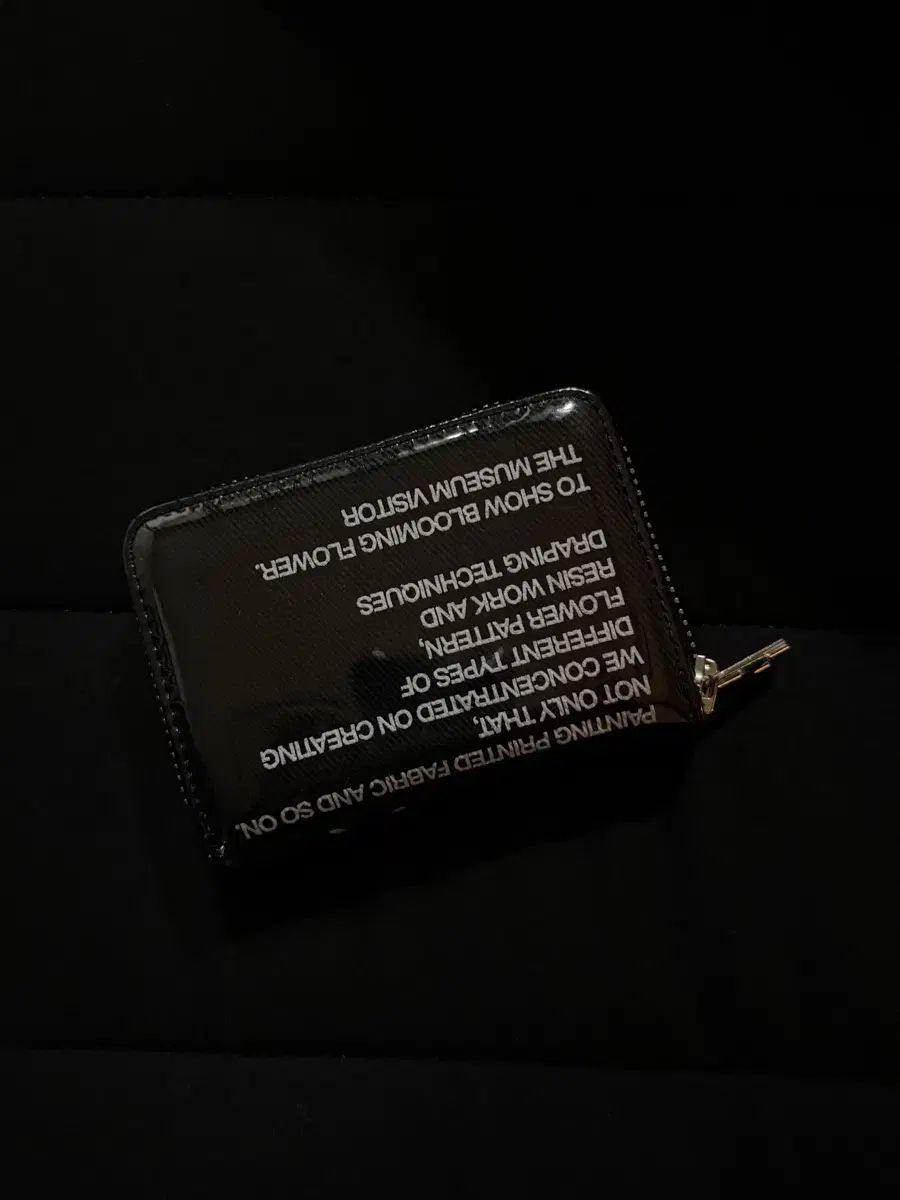 PAINTING PRINTED FABRIC AND SO ON.
NOT ONLY THAT,
WE CONCENTRATED ON CREATING
DIFFERENT TYPES OF
FLOWER PATTERN,
RESIN WORK AND
DRAPING TECHNIQUES
TO SHOW BLOOMING FLOWER.
THE MUSEUM VISITOR